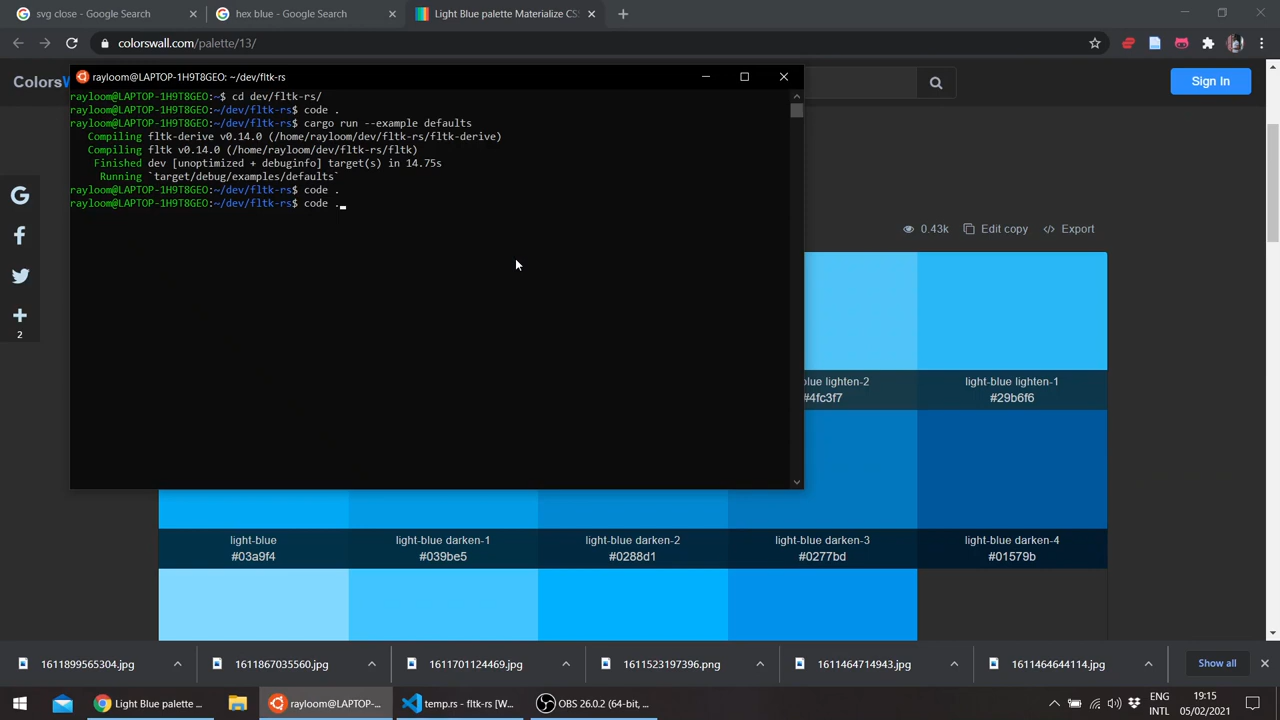 svg close - Google Search
hex blue - Google Search
Light Blue palette Materialize CSS
colorswall.com/palette/13/
ColorsW
Sign In
rayloom@LAPTOP-1H9T8GEO: ~/dev/fltk-rs
rayloom@LAPTOP-1H9T8GEO:~$ cd dev/fltk-rs/
rayloom@LAPTOP-1H9T8GEO:~/dev/fltk-rs$ code .
rayloom@LAPTOP-1H9T8GEO:~/dev/fltk-rs$ cargo run --example defaults
Compiling fltk-derive v0.14.0 (/home/rayloom/dev/fltk-rs/fltk-derive)
Compiling fltk v0.14.0 (/home/rayloom/dev/fltk-rs/fltk)
Finished dev [unoptimized + debuginfo] target(s) in 14.75s
Running `target/debug/examples/defaults`
rayloom@LAPTOP-1H9T8GEO:~/dev/fltk-rs$ code .
rayloom@LAPTOP-1H9T8GEO:~/dev/fltk-rs$ code .
2
0.43k
Edit copy
</> Export
blue lighten-2
#4fc3f7
light-blue lighten-1
#29b6f6
light-blue
#03a9f4
light-blue darken-1
#039be5
light-blue darken-2
#0288d1
light-blue darken-3
#0277bd
light-blue darken-4
#01579b
1611899565304.jpg
1611867035560.jpg
1611701124469.jpg
1611523197396.png
1611464714943.jpg
1611464644114.jpg
Show all
Light Blue palette ...
rayloom@LAPTOP-...
temp.rs - fltk-rs [W...
OBS 26.0.2 (64-bit, ...
ENG
INTL
19:15
05/02/2021